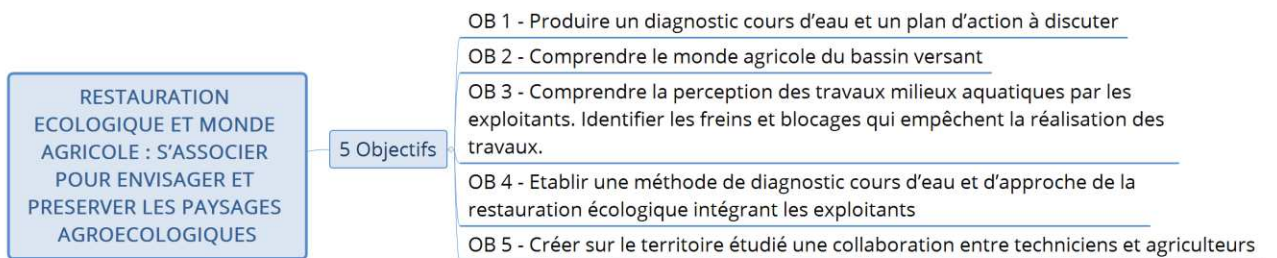 RESTAURATION
ECOLOGIQUE ET MONDE
AGRICOLE : S'ASSOCIER
POUR ENVISAGER ET
PRESERVER LES PAYSAGES
AGROECOLOGIQUES
5 Objectifs
OB 1 - Produire un diagnostic cours d'eau et un plan d'action à discuter
OB 2 - Comprendre le monde agricole du bassin versant
OB 3 - Comprendre la perception des travaux milieux aquatiques par les
exploitants. Identifier les freins et blocages qui empêchent la réalisation des
travaux.
OB 4 - Etablir une méthode de diagnostic cours d'eau et d'approche de la
restauration écologique intégrant les exploitants
OB 5 - Créer sur le territoire étudié une collaboration entre techniciens et agriculteurs